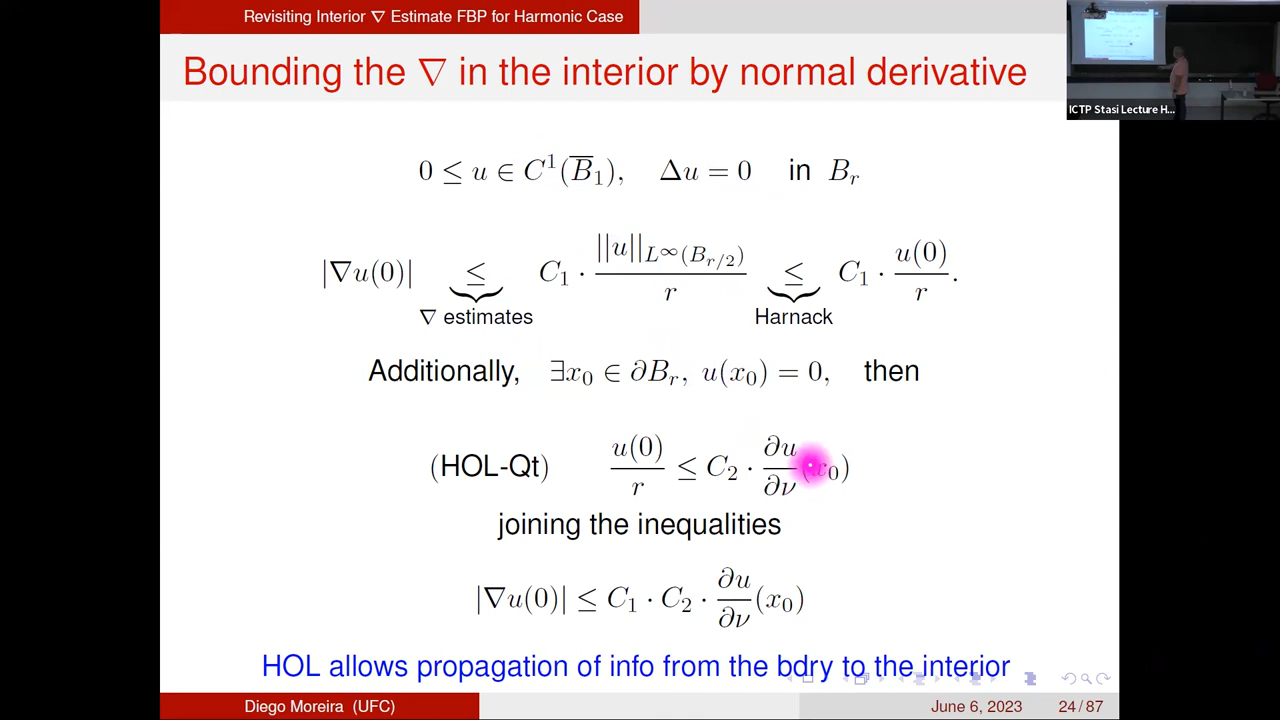 Revisiting Interior ∇ Estimate FBP for Harmonic Case
Bounding the ∇ in the interior by normal derivative
ICTP Stasi Lecture H...
0 ≤ u ∈ C¹(B̅₁), Δu = 0 in Bᵣ
|∇u(0)| ≤ C₁ · ||u||_{L^∞(B_{r/2})} / r ≤ C₁ · u(0) / r.
∇ estimates Harnack
Additionally, ∃x₀ ∈ ∂Bᵣ, u(x₀) = 0, then
(HOL-Qt) u(0) / r ≤ C₂ · ∂u/∂ν (x₀)
joining the inequalities
|∇u(0)| ≤ C₁ · C₂ · ∂u/∂ν (x₀)
HOL allows propagation of info from the bdry to the interior
Diego Moreira (UFC) June 6, 2023 24 / 87